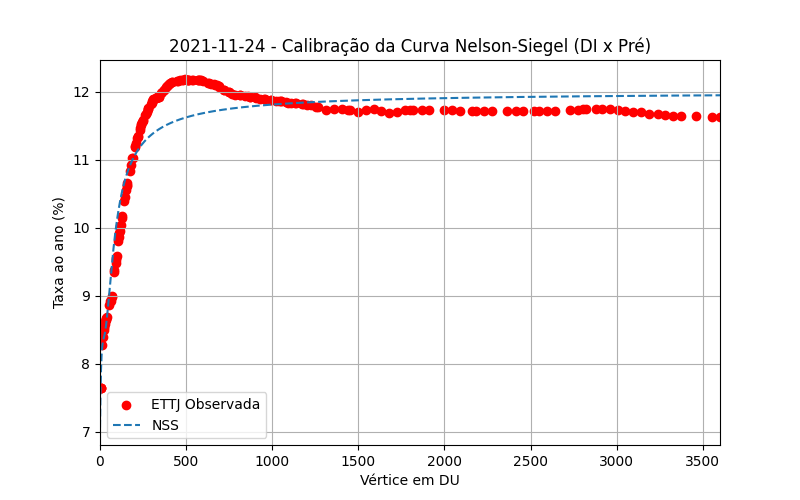 2021-11-24 - Calibração da Curva Nelson-Siegel (DI x Pré)
Taxa ao ano (%)
12
11
10
9
8
7
ETTJ Observada
NSS
0 500 1000 1500 2000 2500 3000 3500
Vértice em DU